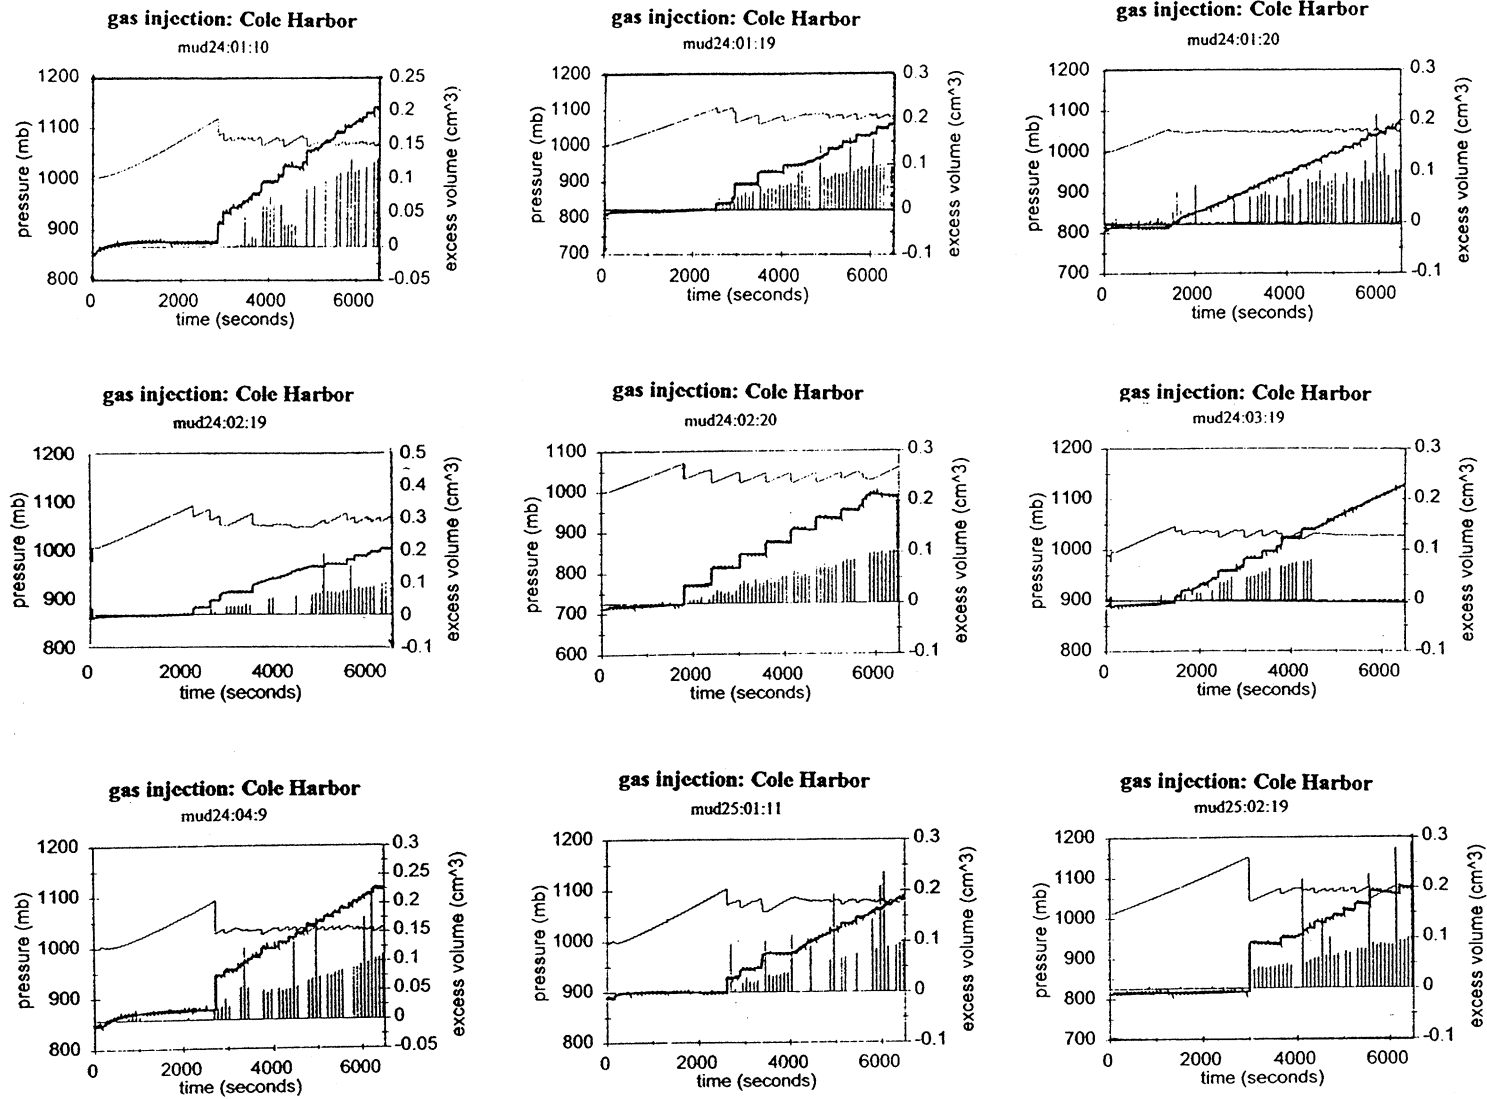 gas injection: Cole Harbor
mud24:01:10
1200
1100
1000
900
800
pressure (mb)
0.25
0.2
0.15
0.1
0.05
0
-0.05
excess volume (cm^3)
0 2000 4000 6000
time (seconds)
gas injection: Cole Harbor
mud24:01:19
1200
1100
1000
900
800
700
pressure (mb)
0.3
0.2
0.1
0
-0.1
excess volume (cm^3)
0 2000 4000 6000
time (seconds)
gas injection: Cole Harbor
mud24:01:20
1200
1100
1000
900
800
700
pressure (mb)
0.3
0.2
0.1
0
-0.1
excess volume (cm^3)
0 2000 4000 6000
time (seconds)
gas injection: Cole Harbor
mud24:02:19
1200
1100
1000
900
800
pressure (mb)
0.5
0.4
0.3
0.2
0.1
0
-0.1
excess volume (cm^3)
0 2000 4000 6000
time (seconds)
gas injection: Cole Harbor
mud24:02:20
1100
1000
900
800
700
600
pressure (mb)
0.3
0.2
0.1
0
-0.1
excess volume (cm^3)
0 2000 4000 6000
time (seconds)
gas injection: Cole Harbor
mud24:03:19
1200
1100
1000
900
800
pressure (mb)
0.3
0.2
0.1
0
-0.1
excess volume (cm^3)
0 2000 4000 6000
time (seconds)
gas injection: Cole Harbor
mud24:04:9
1200
1100
1000
900
800
pressure (mb)
0.3
0.25
0.2
0.15
0.1
0.05
0
-0.05
excess volume (cm^3)
0 2000 4000 6000
time (seconds)
gas injection: Cole Harbor
mud25:01:11
1200
1100
1000
900
800
pressure (mb)
0.3
0.2
0.1
0
-0.1
excess volume (cm^3)
0 2000 4000 6000
time (seconds)
gas injection: Cole Harbor
mud25:02:19
1200
1100
1000
900
800
700
pressure (mb)
0.3
0.2
0.1
0
-0.1
excess volume (cm^3)
0 2000 4000 6000
time (seconds)